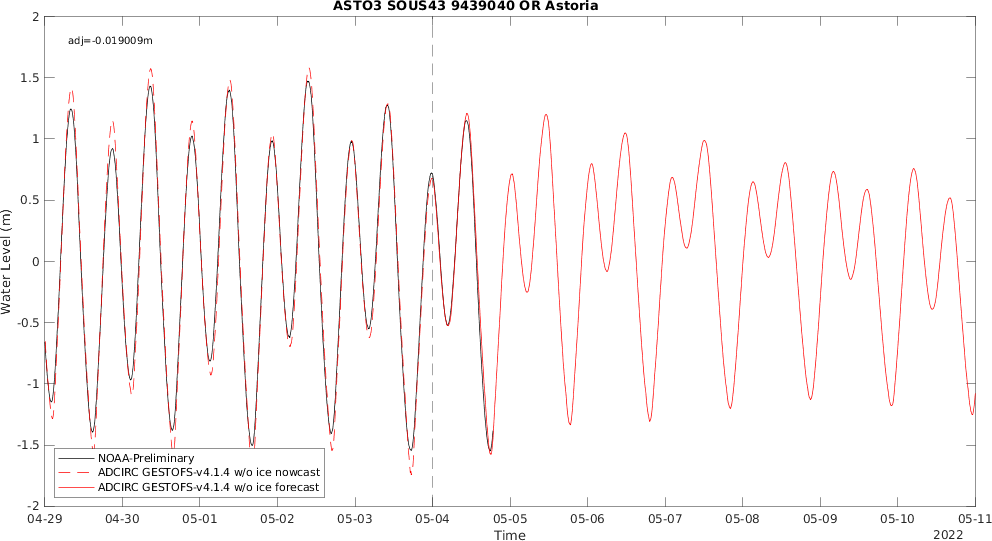 ASTO3 SOUS43 9439040 OR Astoria
adj=-0.019009m
2
1.5
1
0.5
0
-0.5
-1
-1.5
-2
Water Level (m)
NOAA-Preliminary
ADCIRC GESTOFS-v4.1.4 w/o ice nowcast
ADCIRC GESTOFS-v4.1.4 w/o ice forecast
04-29 04-30 05-01 05-02 05-03 05-04 05-05 05-06 05-07 05-08 05-09 05-10 05-11
Time
2022